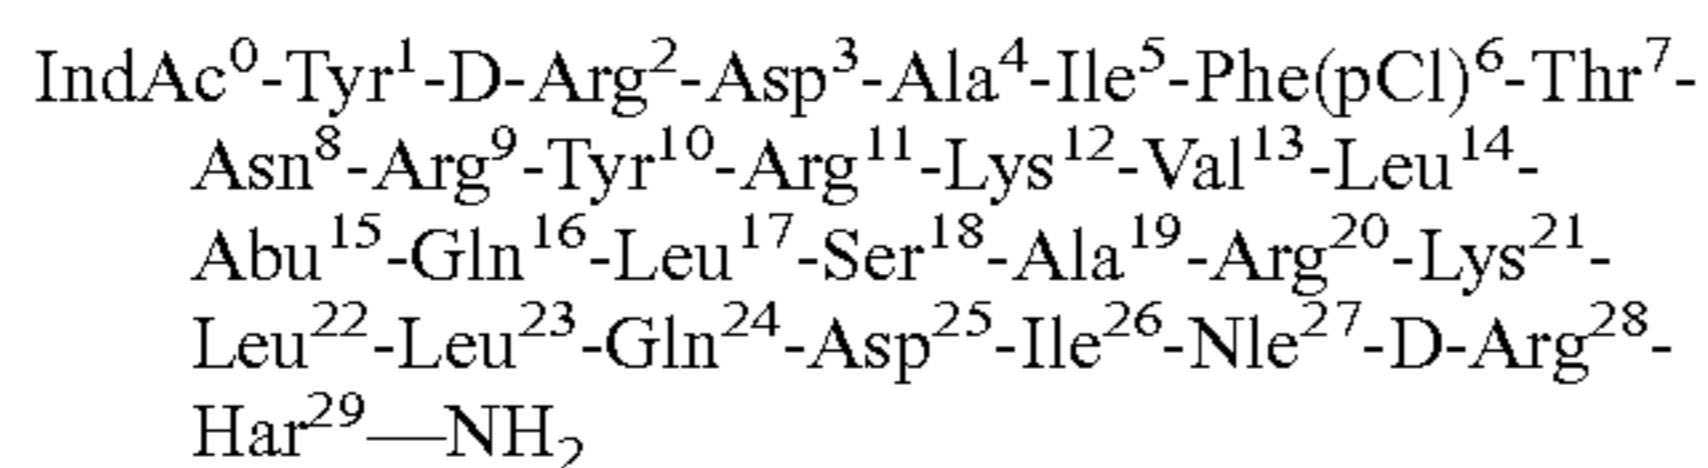 IndAc⁰-Tyr¹-D-Arg²-Asp³-Ala⁴-Ile⁵-Phe(pCl)⁶-Thr⁷-
Asn⁸-Arg⁹-Tyr¹⁰-Arg¹¹-Lys¹²-Val¹³-Leu¹⁴-
Abu¹⁵-Gln¹⁶-Leu¹⁷-Ser¹⁸-Ala¹⁹-Arg²⁰-Lys²¹-
Leu²²-Leu²³-Gln²⁴-Asp²⁵-Ile²⁶-Nle²⁷-D-Arg²⁸-
Har²⁹—NH₂